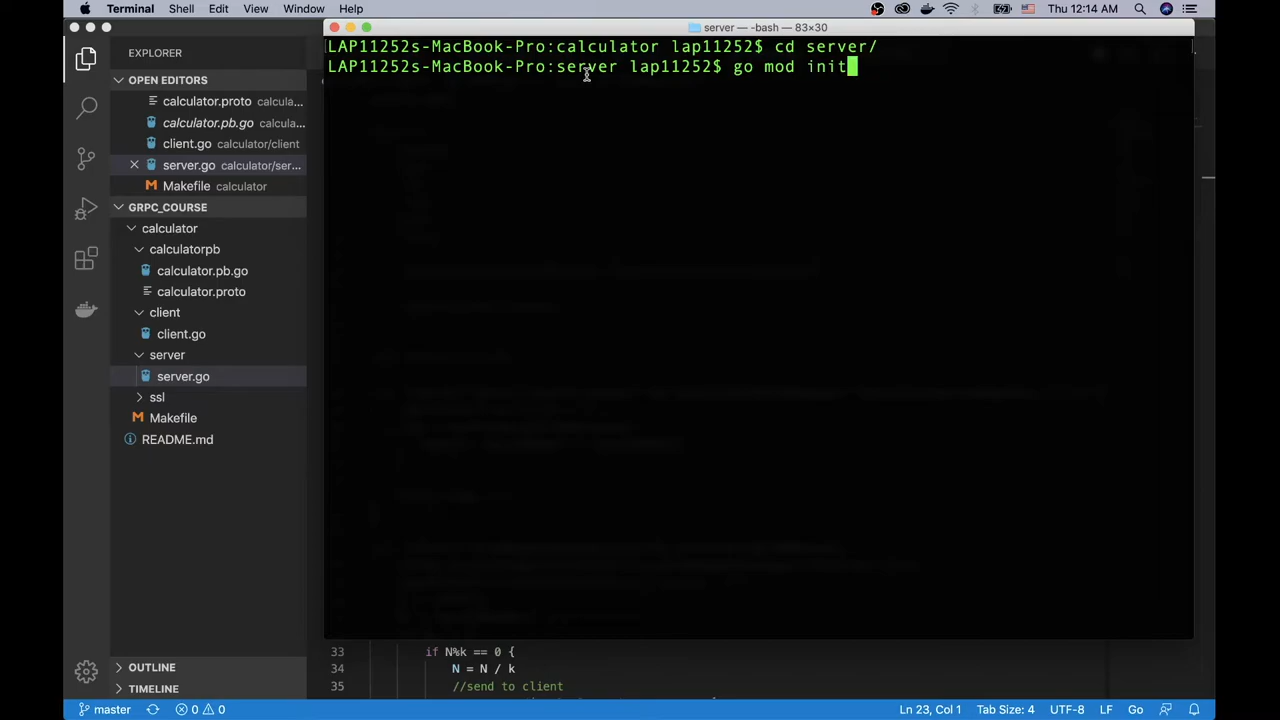 Terminal Shell Edit View Window Help Thu 12:14 AM
EXPLORER
OPEN EDITORS
calculator.proto calcula...
calculator.pb.go calcula...
client.go calculator/client
server.go calculator/ser...
Makefile calculator
GRPC_COURSE
calculator
calculatorpb
calculator.pb.go
calculator.proto
client
client.go
server
server.go
ssl
Makefile
README.md
OUTLINE
TIMELINE
server — -bash — 83×30
LAP11252s-MacBook-Pro:calculator lap11252$ cd server/
LAP11252s-MacBook-Pro:server lap11252$ go mod init
33 if N%k == 0 {
34 N = N / k
35 //send to client
master 0 0 Ln 23, Col 1 Tab Size: 4 UTF-8 LF Go